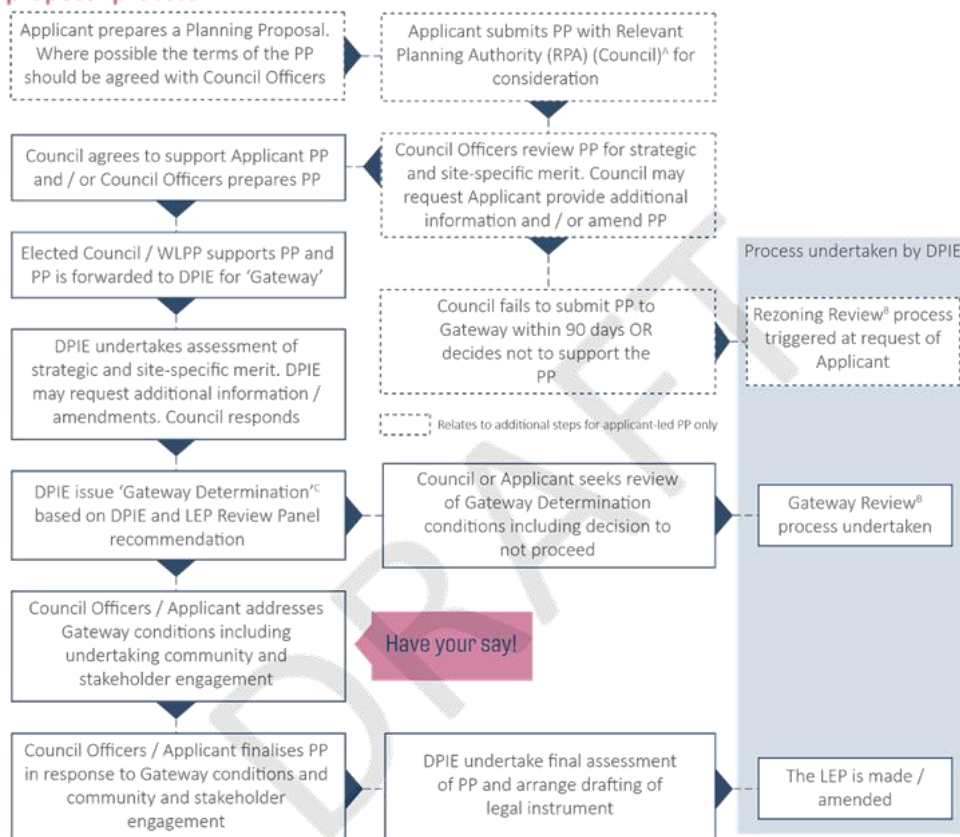 Applicant prepares a Planning Proposal.
Where possible the terms of the PP
should be agreed with Council Officers
Applicant submits PP with Relevant
Planning Authority (RPA) (Council)ᴬ for
consideration
Council agrees to support Applicant PP
and / or Council Officers prepares PP
Council Officers review PP for strategic
and site-specific merit. Council may
request Applicant provide additional
information and / or amend PP
Elected Council / WLPP supports PP and
PP is forwarded to DPIE for ‘Gateway’
Process undertaken by DPIE
Council fails to submit PP to
Gateway within 90 days OR
decides not to support the
PP
Rezoning Reviewᴮ process
triggered at request of
Applicant
DPIE undertakes assessment of
strategic and site-specific merit. DPIE
may request additional information /
amendments. Council responds
Relates to additional steps for applicant-led PP only
DPIE issue ‘Gateway Determination’ᶜ
based on DPIE and LEP Review Panel
recommendation
Council or Applicant seeks review
of Gateway Determination
conditions including decision to
not proceed
Gateway Reviewᴮ
process undertaken
Council Officers / Applicant addresses
Gateway conditions including
undertaking community and
stakeholder engagement
Have your say!
Council Officers / Applicant finalises PP
in response to Gateway conditions and
community and stakeholder
engagement
DPIE undertake final assessment
of PP and arrange drafting of
legal instrument
The LEP is made /
amended
DRAFT